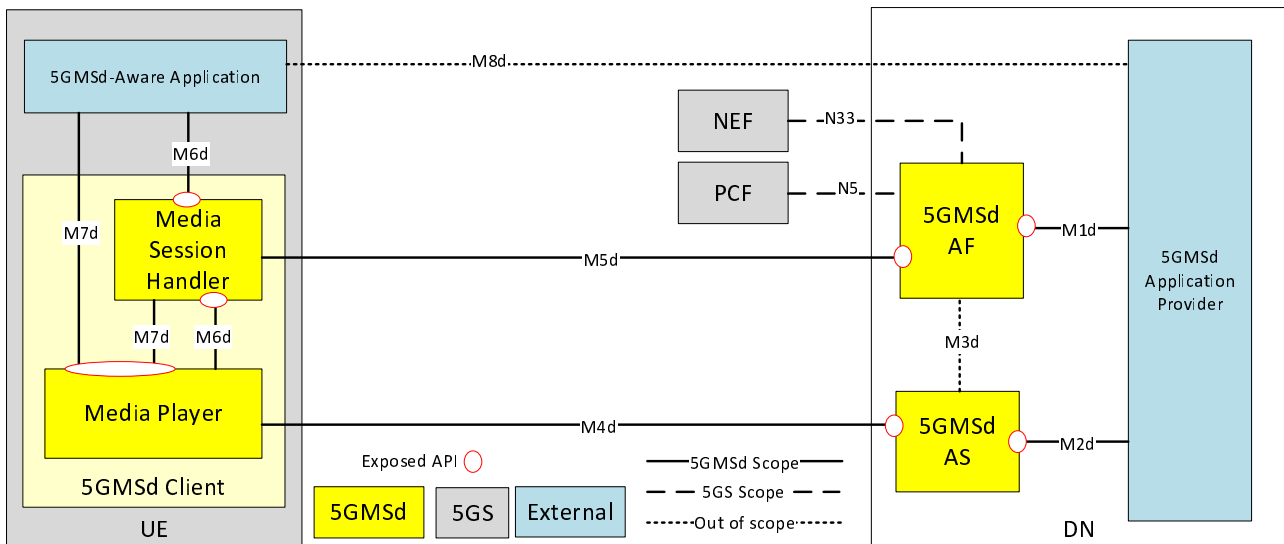 5GMSd-Aware Application
M8d
NEF
N33
M6d
PCF
N5
5GMSd
AF
M1d
Media
Session
Handler
M7d
M5d
5GMSd
Application
Provider
M7d
M6d
M3d
Media Player
M4d
5GMSd
AS
M2d
Exposed API
5GMSd Scope
5GMSd Client
5GMSd
5GS
External
5GS Scope
Out of scope
UE
DN